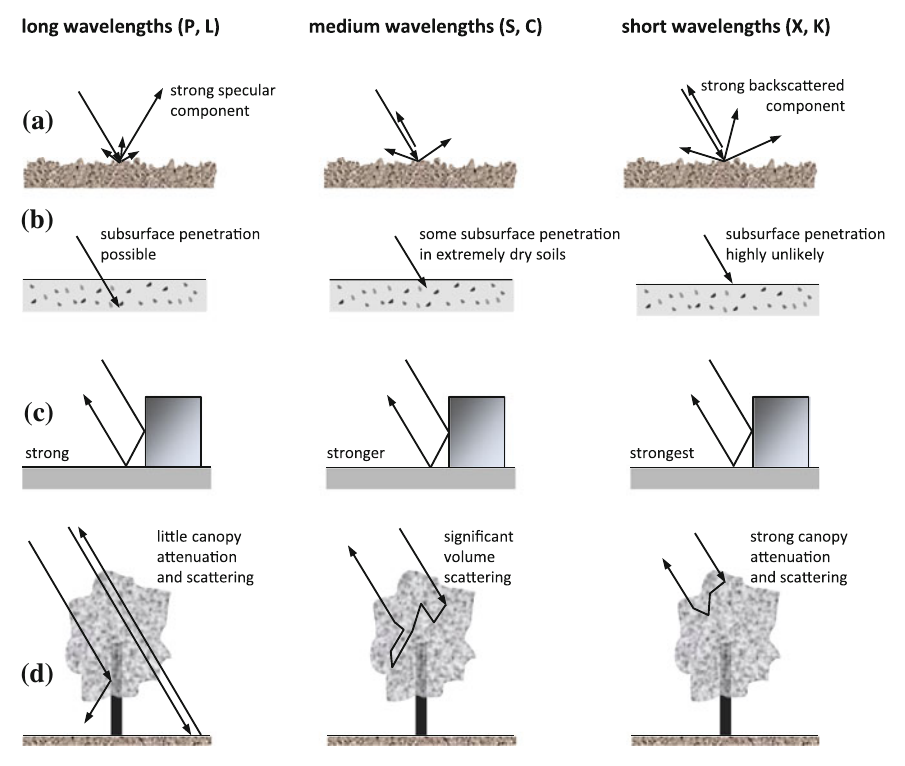 long wavelengths (P, L)
medium wavelengths (S, C)
short wavelengths (X, K)
(a)
strong specular
component
strong backscattered
component
(b)
subsurface penetration
possible
some subsurface penetration
in extremely dry soils
subsurface penetration
highly unlikely
(c)
strong
stronger
strongest
(d)
little canopy
attenuation
and scattering
significant
volume
scattering
strong canopy
attenuation
and scattering